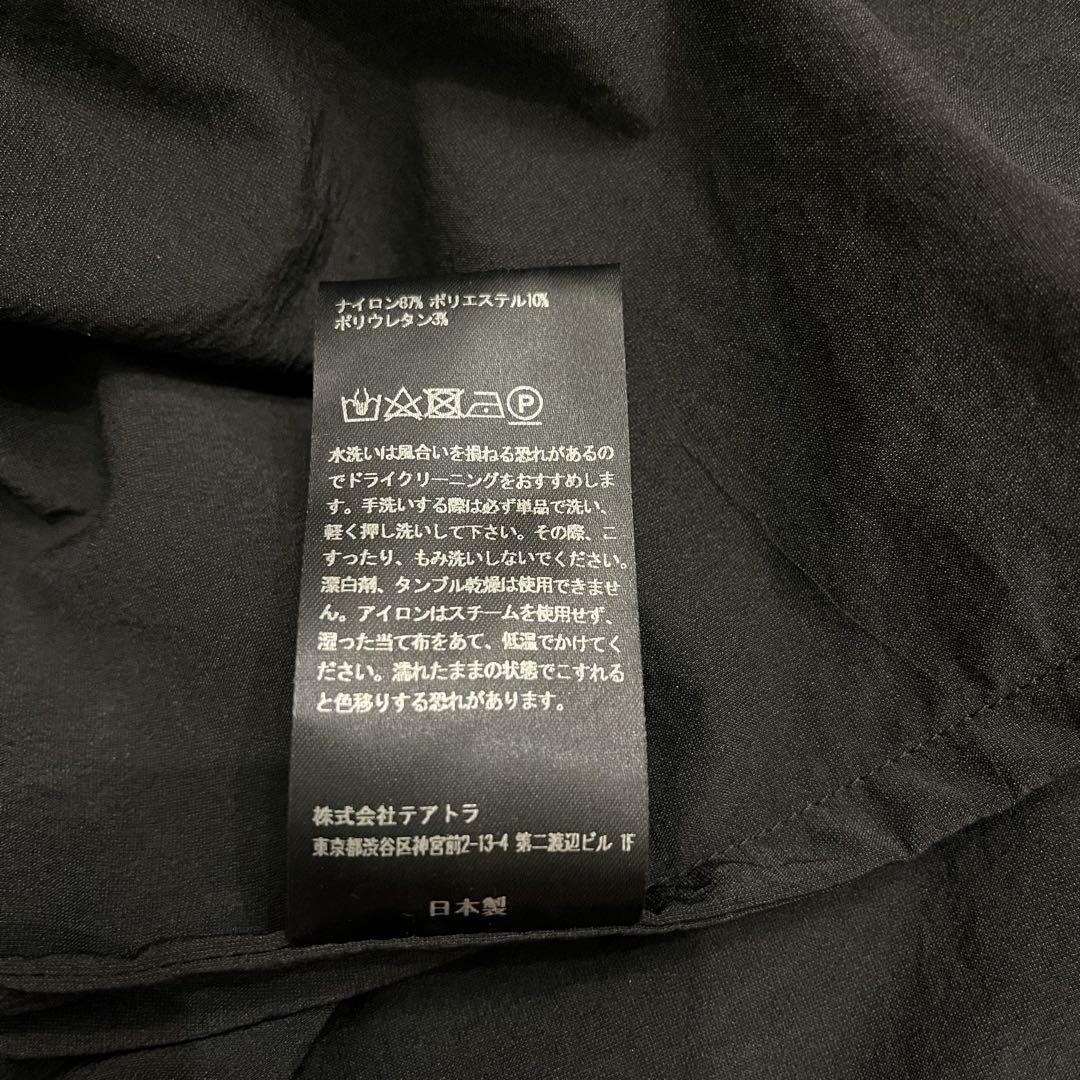 ナイロン87% ポリエステル10%
ポリウレタン3%
P
水洗いは風合いを損ねる恐れがあるの
でドライクリーニングをおすすめしま
す。手洗いする際は必ず単品で洗い、
軽く押し洗いして下さい。その際、こ
すったり、もみ洗いしないでください。
漂白剤、タンブル乾燥は使用できませ
ん。アイロンはスチームを使用せず、
湿った当て布をあて、低温でかけてく
ださい。濡れたままの状態でこすれる
と色移りする恐れがあります。
株式会社テアトラ
東京都渋谷区神宮前2-13-4 第二渡辺ビル 1F
日本製